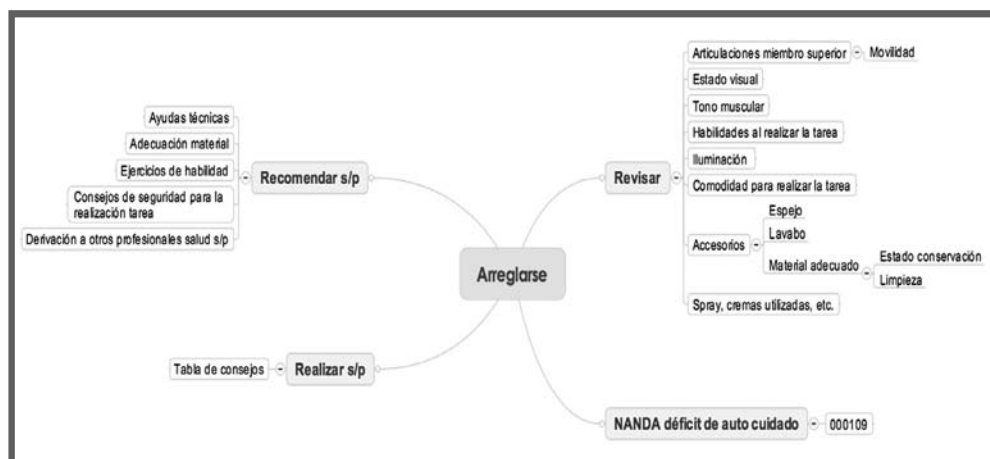 Ayudas técnicas
Adecuación material
Ejercicios de habilidad
Consejos de seguridad para la
realización tarea
Derivación a otros profesionales salud s/p
Recomendar s/p
Tabla de consejos
Realizar s/p
Arreglarse
Revisar
Articulaciones miembro superior
Movilidad
Estado visual
Tono muscular
Habilidades al realizar la tarea
Iluminación
Comodidad para realizar la tarea
Accesorios
Espejo
Lavabo
Material adecuado
Estado conservación
Limpieza
Spray, cremas utilizadas, etc.
NANDA déficit de auto cuidado
000109